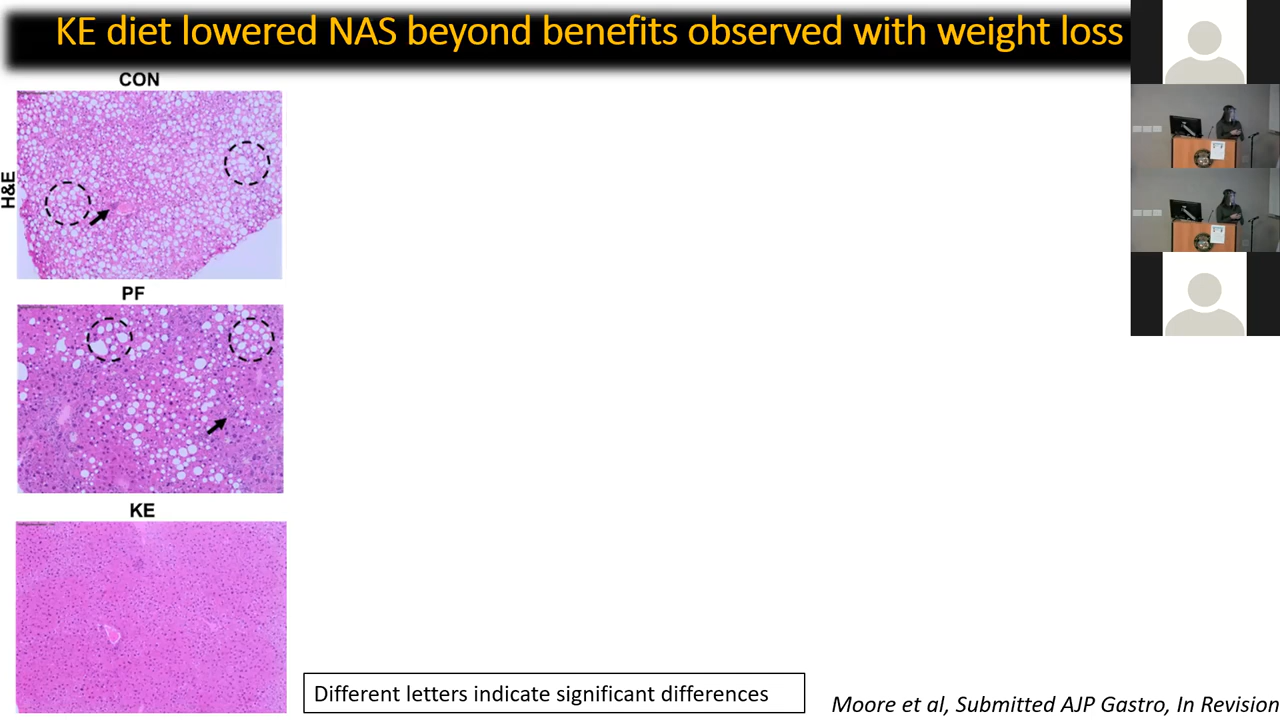 KE diet lowered NAS beyond benefits observed with weight loss
CON
H&E
PF
KE
Different letters indicate significant differences
Moore et al, Submitted AJP Gastro, In Revision